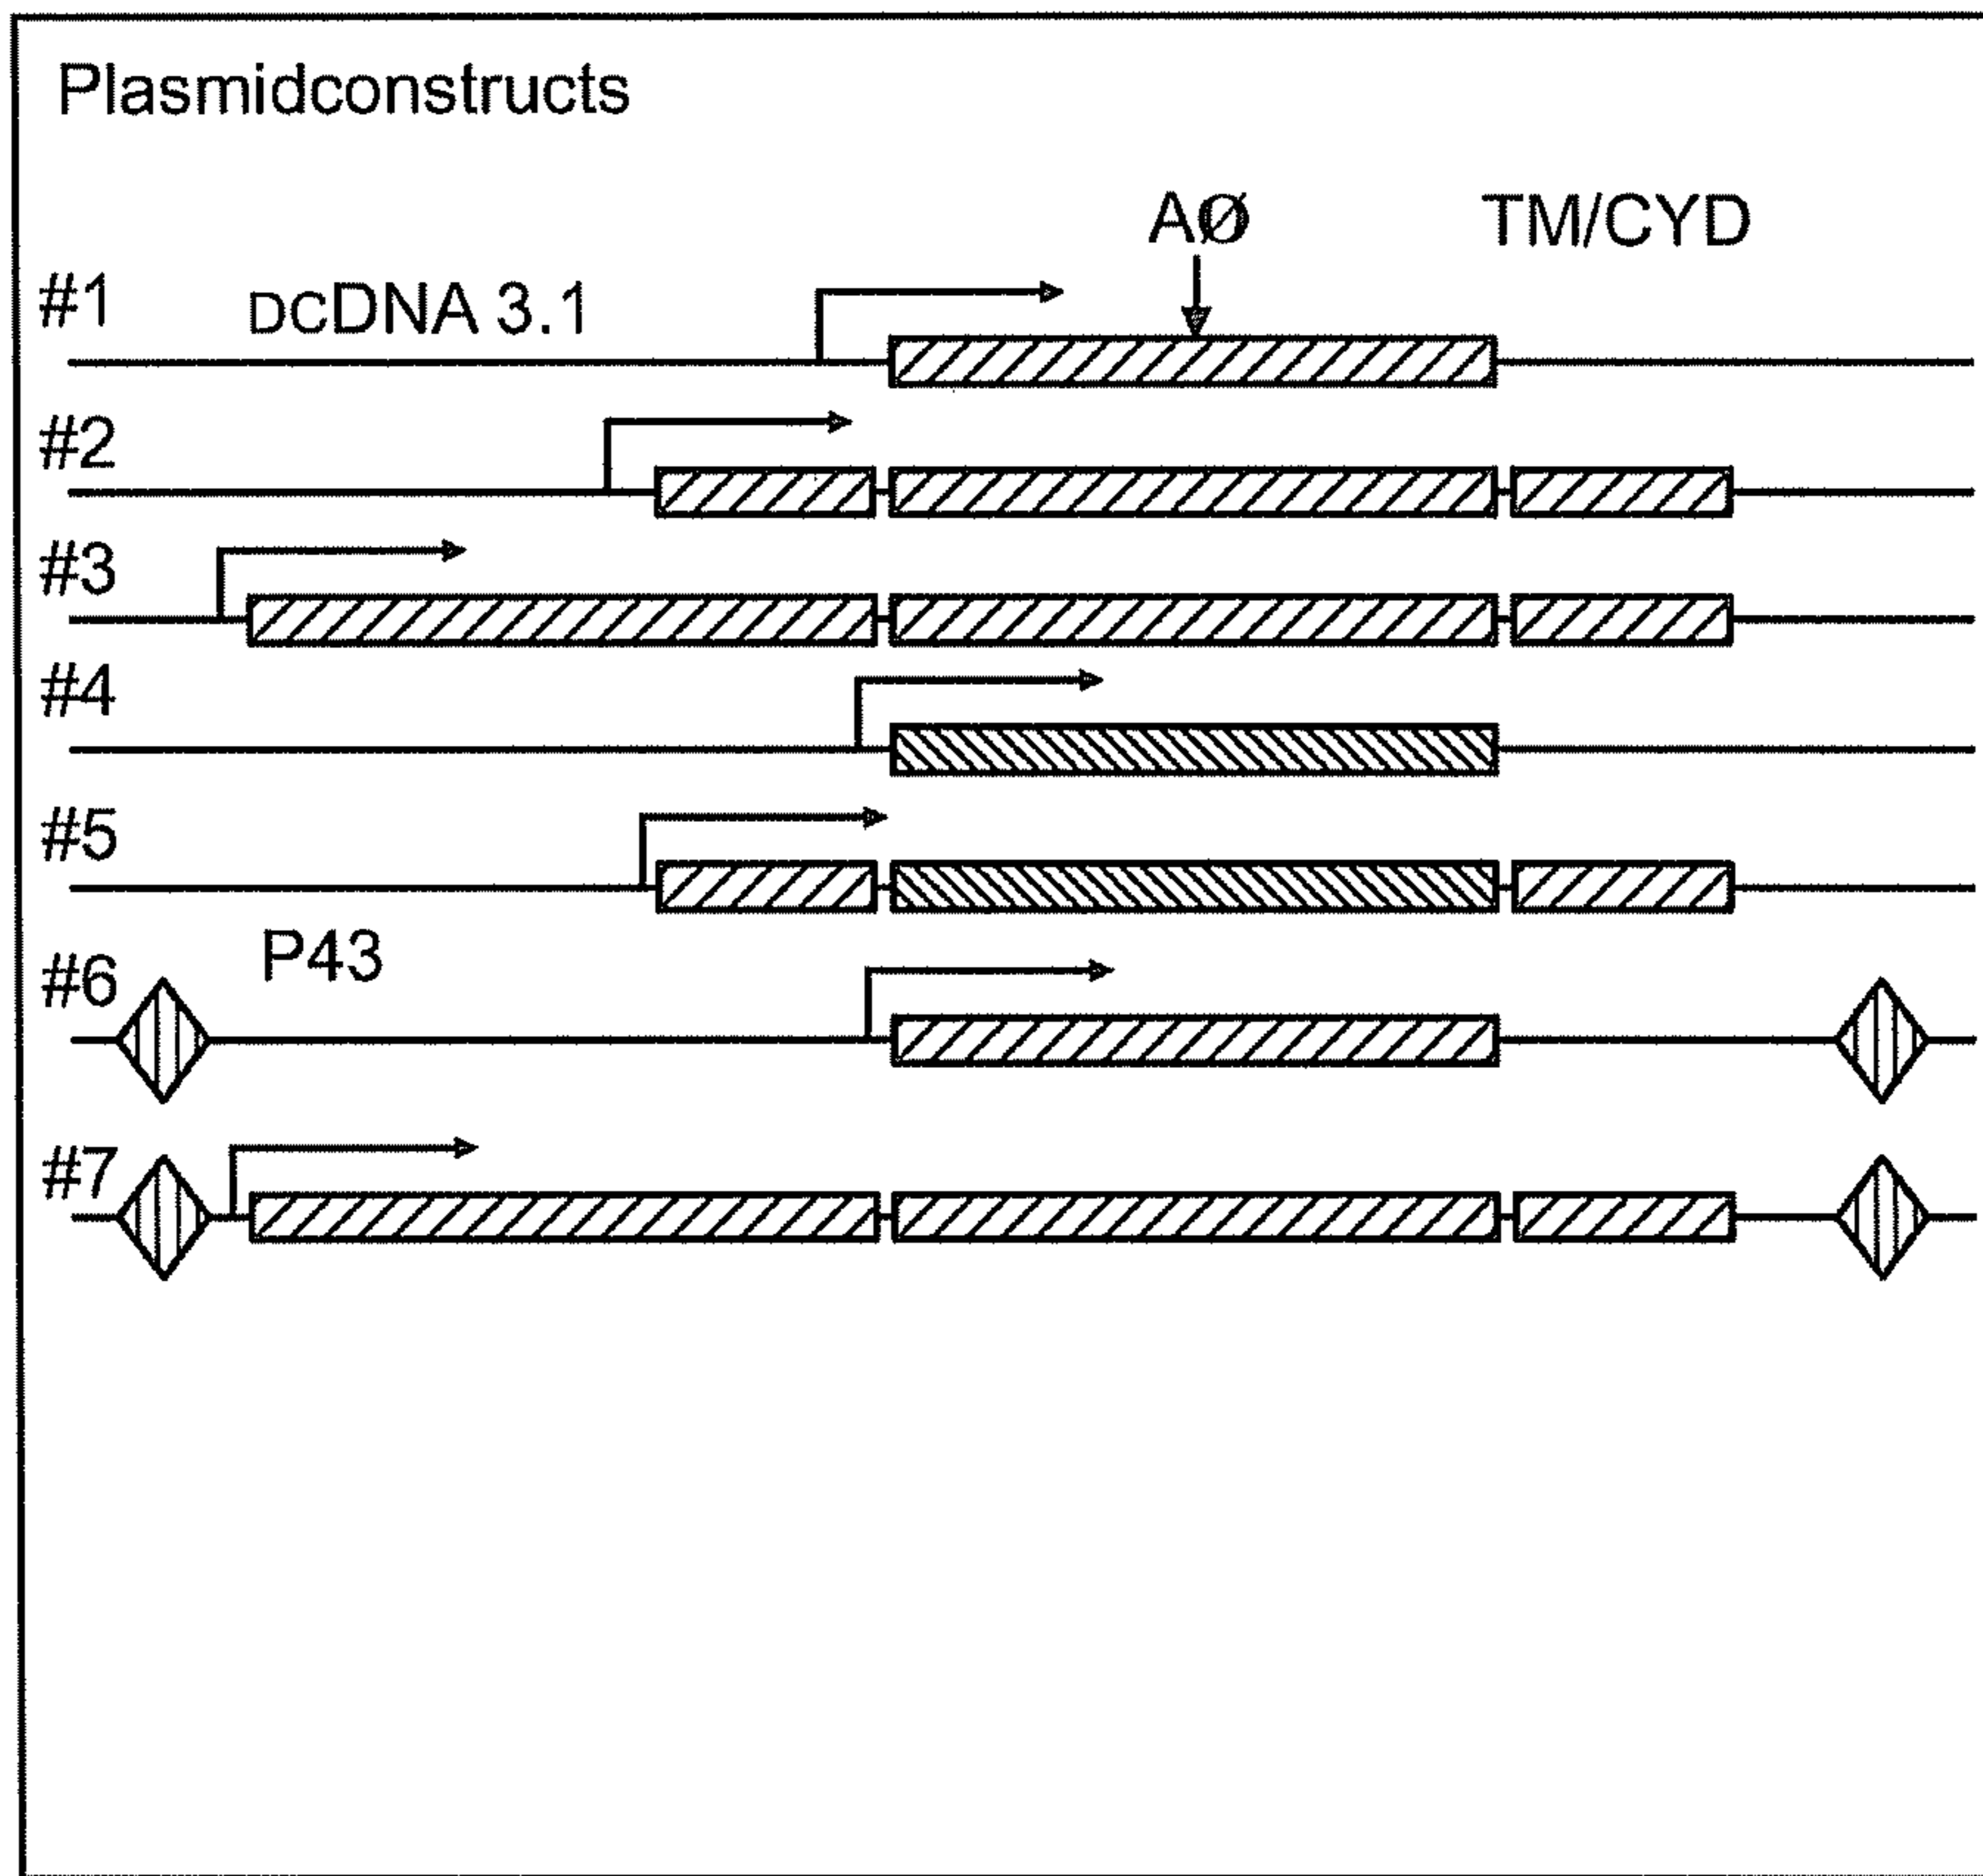 Plasmidconstructs
AØ TM/CYD
#1 DCDNA 3.1
#2
#3
#4
#5
#6 P43
#7